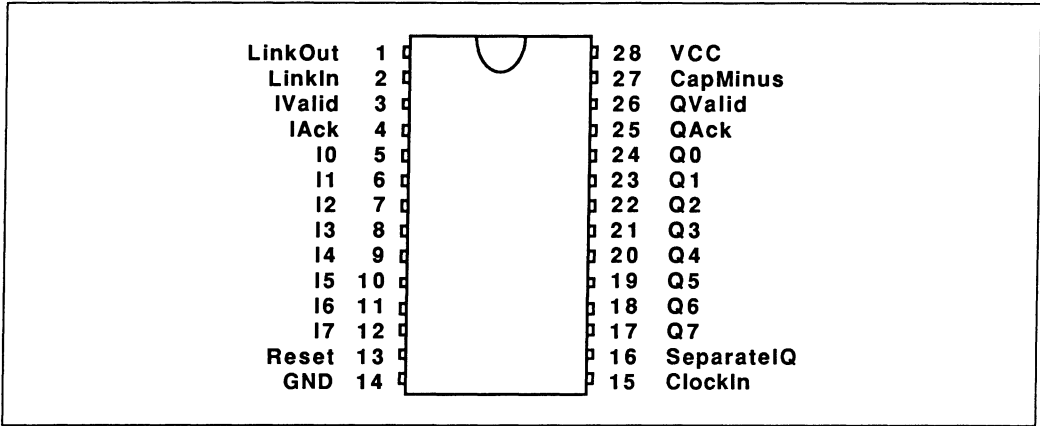 LinkOut 1 28 VCC
LinkIn 2 27 CapMinus
IValid 3 26 QValid
IAck 4 25 QAck
I0 5 24 Q0
I1 6 23 Q1
I2 7 22 Q2
I3 8 21 Q3
I4 9 20 Q4
I5 10 19 Q5
I6 11 18 Q6
I7 12 17 Q7
Reset 13 16 SeparateIQ
GND 14 15 ClockIn